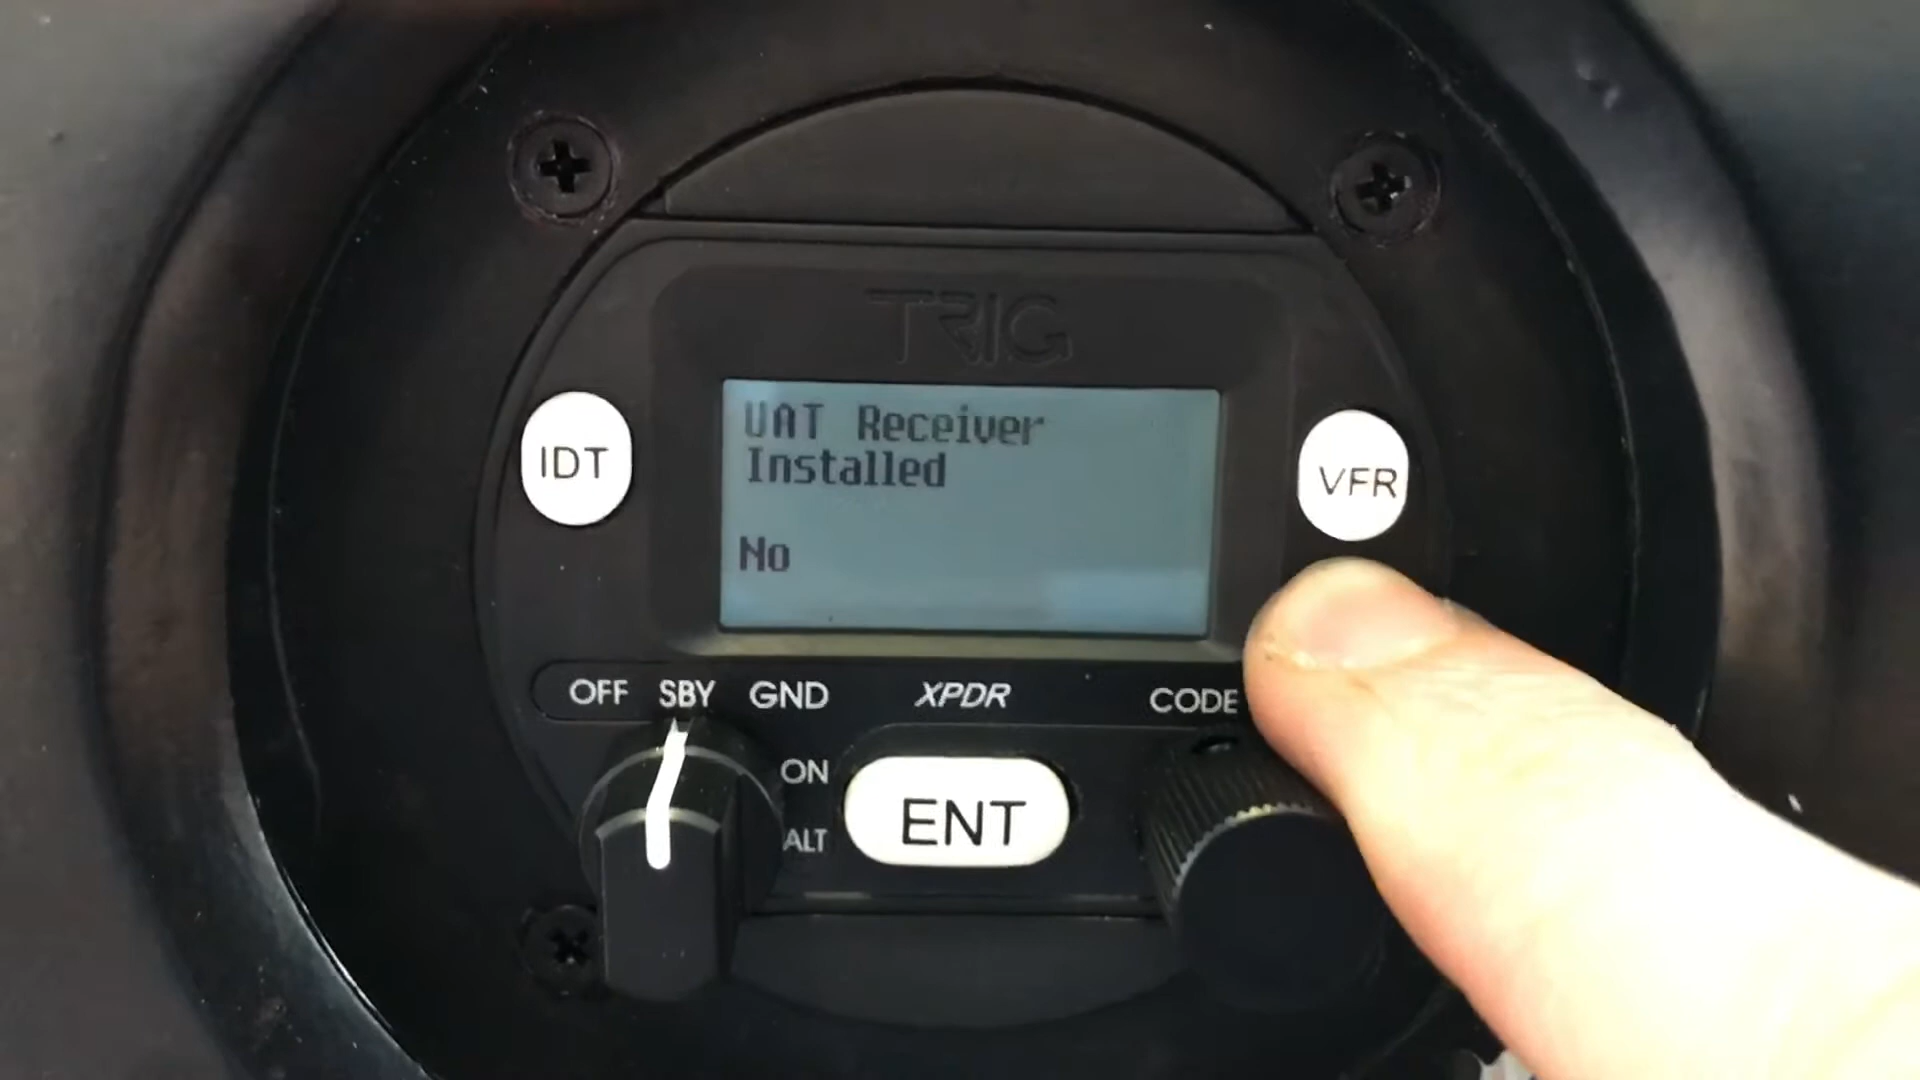 TRIG
UAT Receiver
Installed
No
IDT
VFR
OFF SBY GND XPDR CODE
ON
ALT
ENT